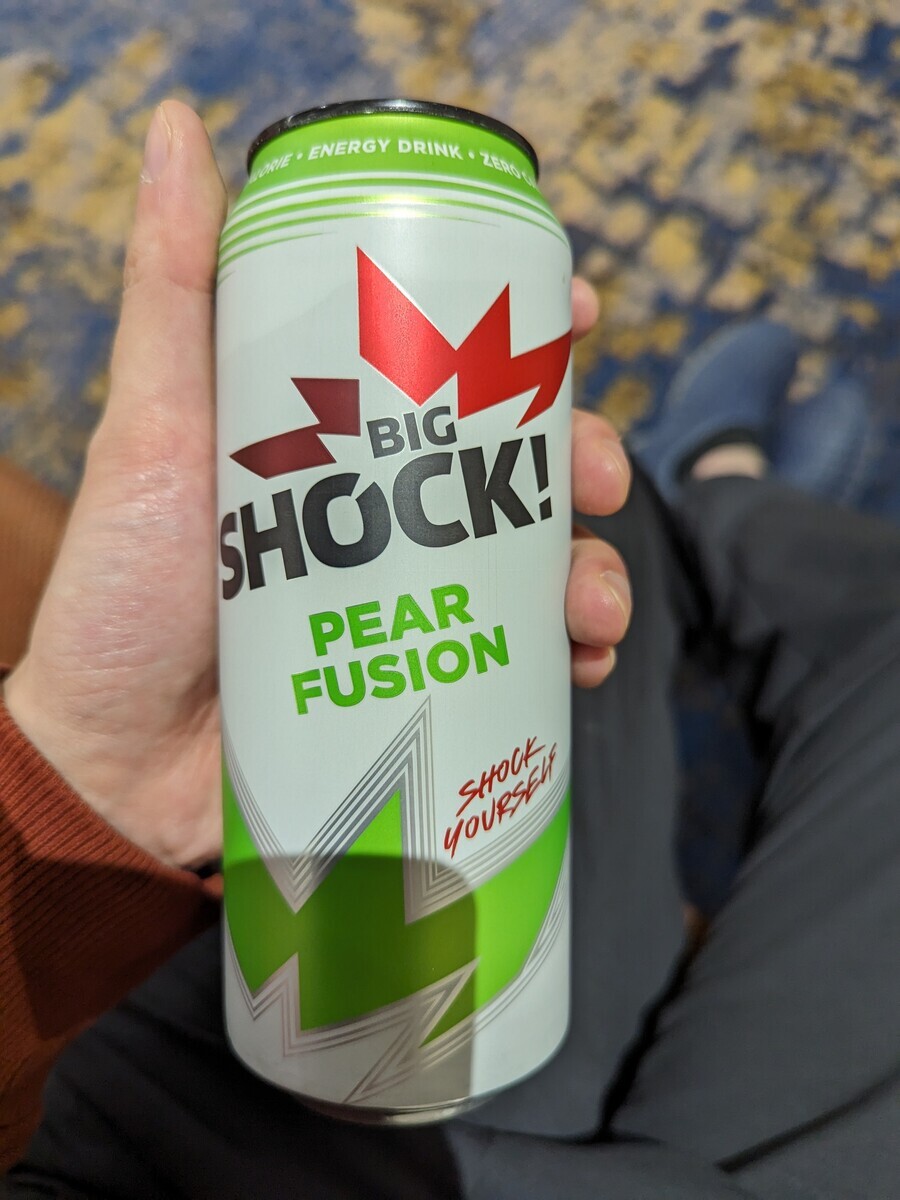 ENERGY DRINK • ZERO
BIG
SHOCK!
PEAR
FUSION
SHOCK
YOURSELF